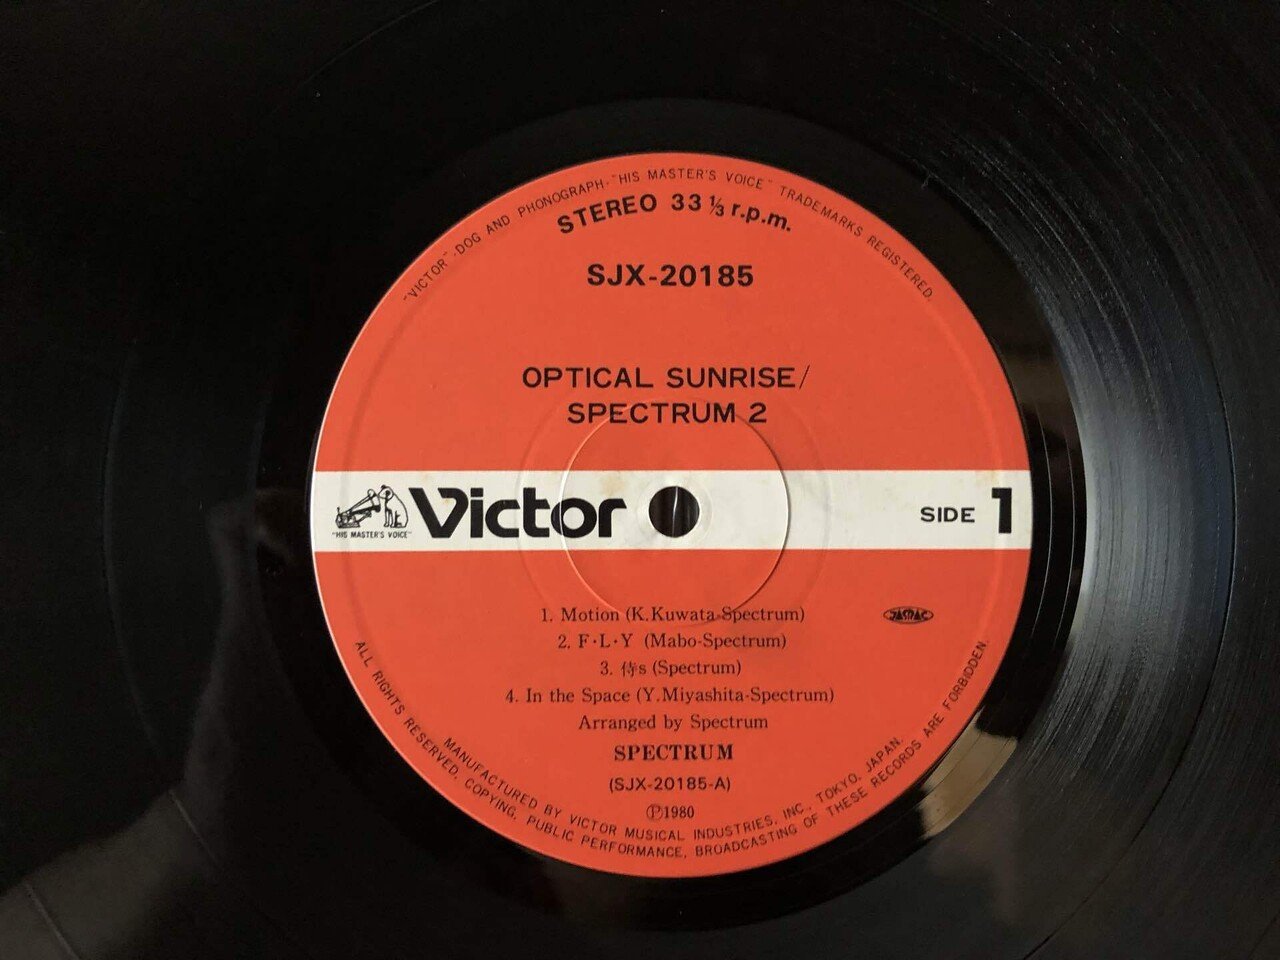 "VICTOR"·DOG AND PHONOGRAPH·"HIS MASTER'S VOICE" TRADEMARKS REGISTERED.
STEREO 33 ⅓ r.p.m.
SJX-20185
OPTICAL SUNRISE/
SPECTRUM 2
"HIS MASTER'S VOICE"
Victor
SIDE 1
1. Motion (K.Kuwata-Spectrum)
JASRAC
2. F·L·Y (Mabo-Spectrum)
3. 侍s (Spectrum)
4. In the Space (Y.Miyashita-Spectrum)
Arranged by Spectrum
SPECTRUM
(SJX-20185-A)
Ⓟ1980
MANUFACTURED BY VICTOR MUSICAL INDUSTRIES, INC., TOKYO, JAPAN.
ALL RIGHTS RESERVED. COPYING, PUBLIC PERFORMANCE, BROADCASTING OF THESE RECORDS ARE FORBIDDEN.